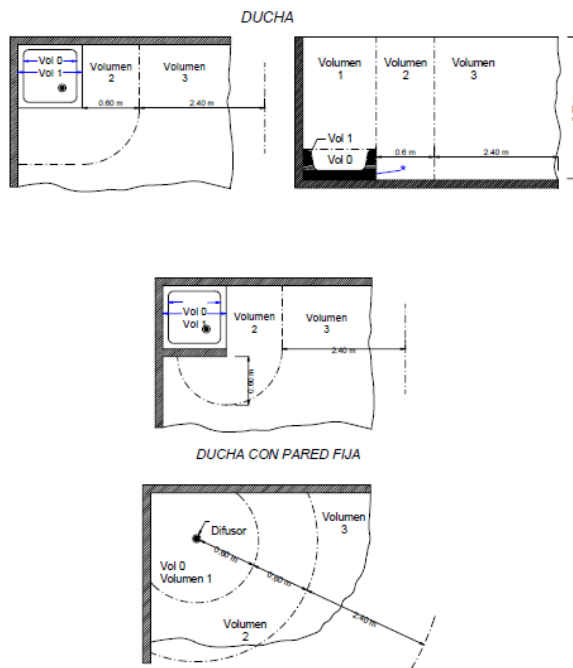 DUCHA
Vol 0
Vol 1
Volumen
2
Volumen
3
0.60 m
2.40 m
Volumen
1
Volumen
2
Volumen
3
Vol 1
Vol 0
0.6 m
2.40 m
*
Vol 0
Vol 1
Volumen
2
Volumen
3
2.40 m
0.60 m
DUCHA CON PARED FIJA
Difusor
Volumen
3
Vol 0
Volumen 1
0.60 m
0.60 m
2.40 m
Volumen
2